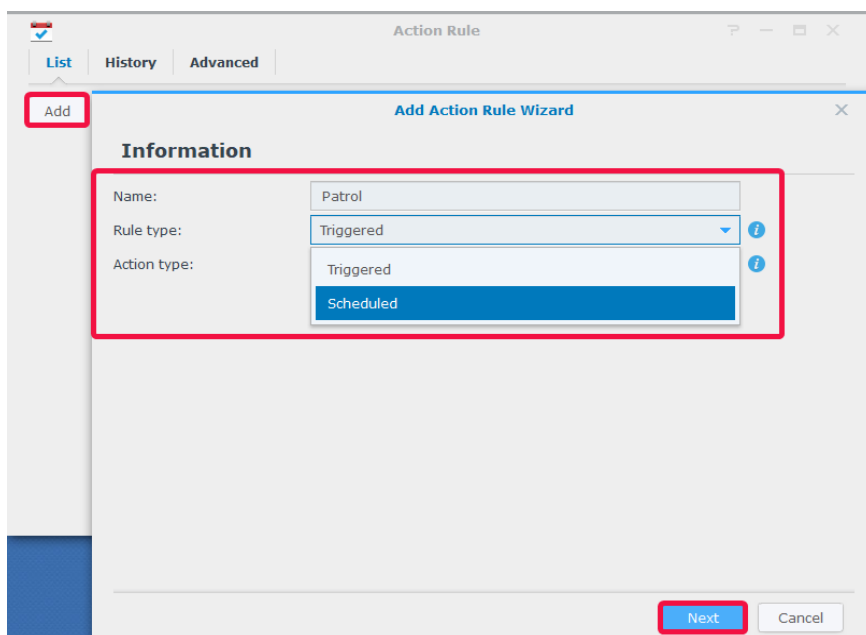 Action Rule
List History Advanced
Add
Add Action Rule Wizard
Information
Name: Patrol
Rule type: Triggered
Action type:
Triggered
Scheduled
Next Cancel